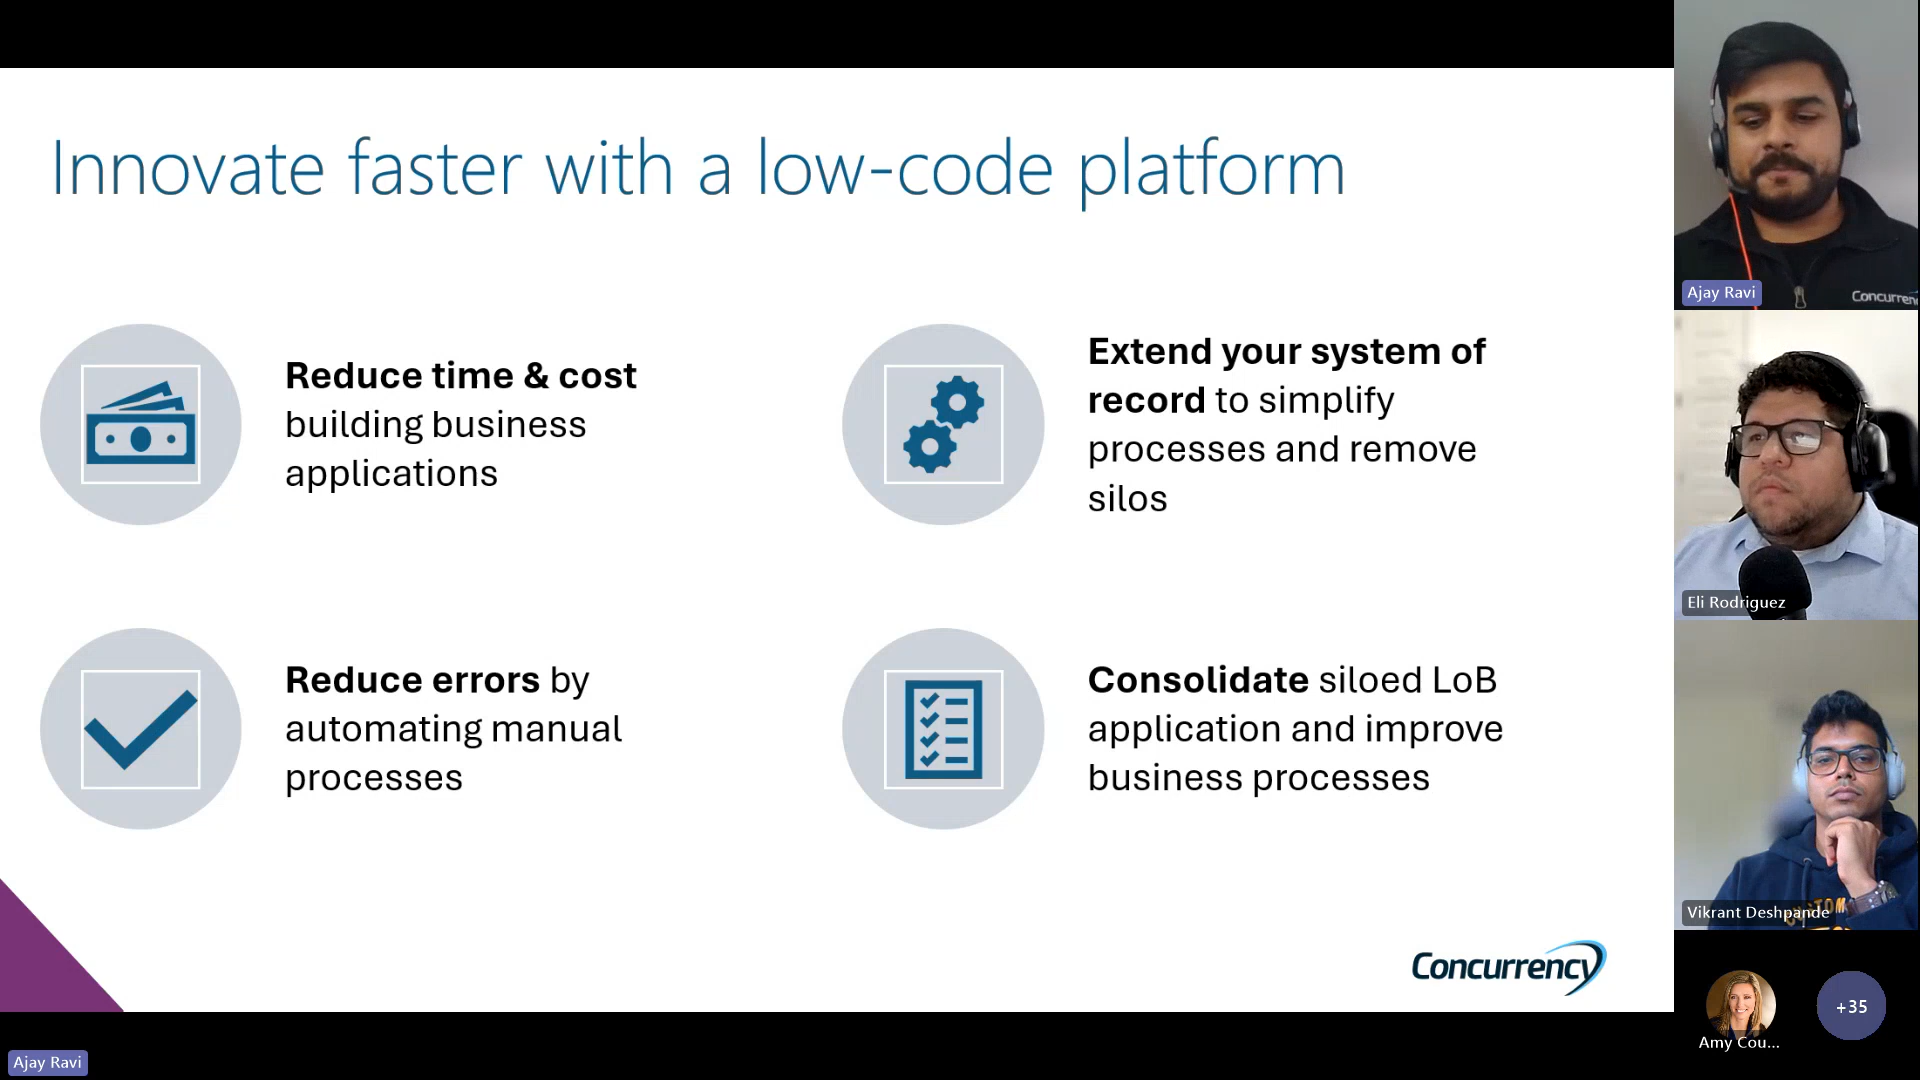 Innovate faster with a low-code platform
Reduce time & cost
building business
applications
Extend your system of
record to simplify
processes and remove
silos
Reduce errors by
automating manual
processes
Consolidate siloed LoB
application and improve
business processes
Concurrency
Ajay Ravi
Ajay Ravi
Eli Rodriguez
Vikrant Deshpande
Amy Cou...
+35